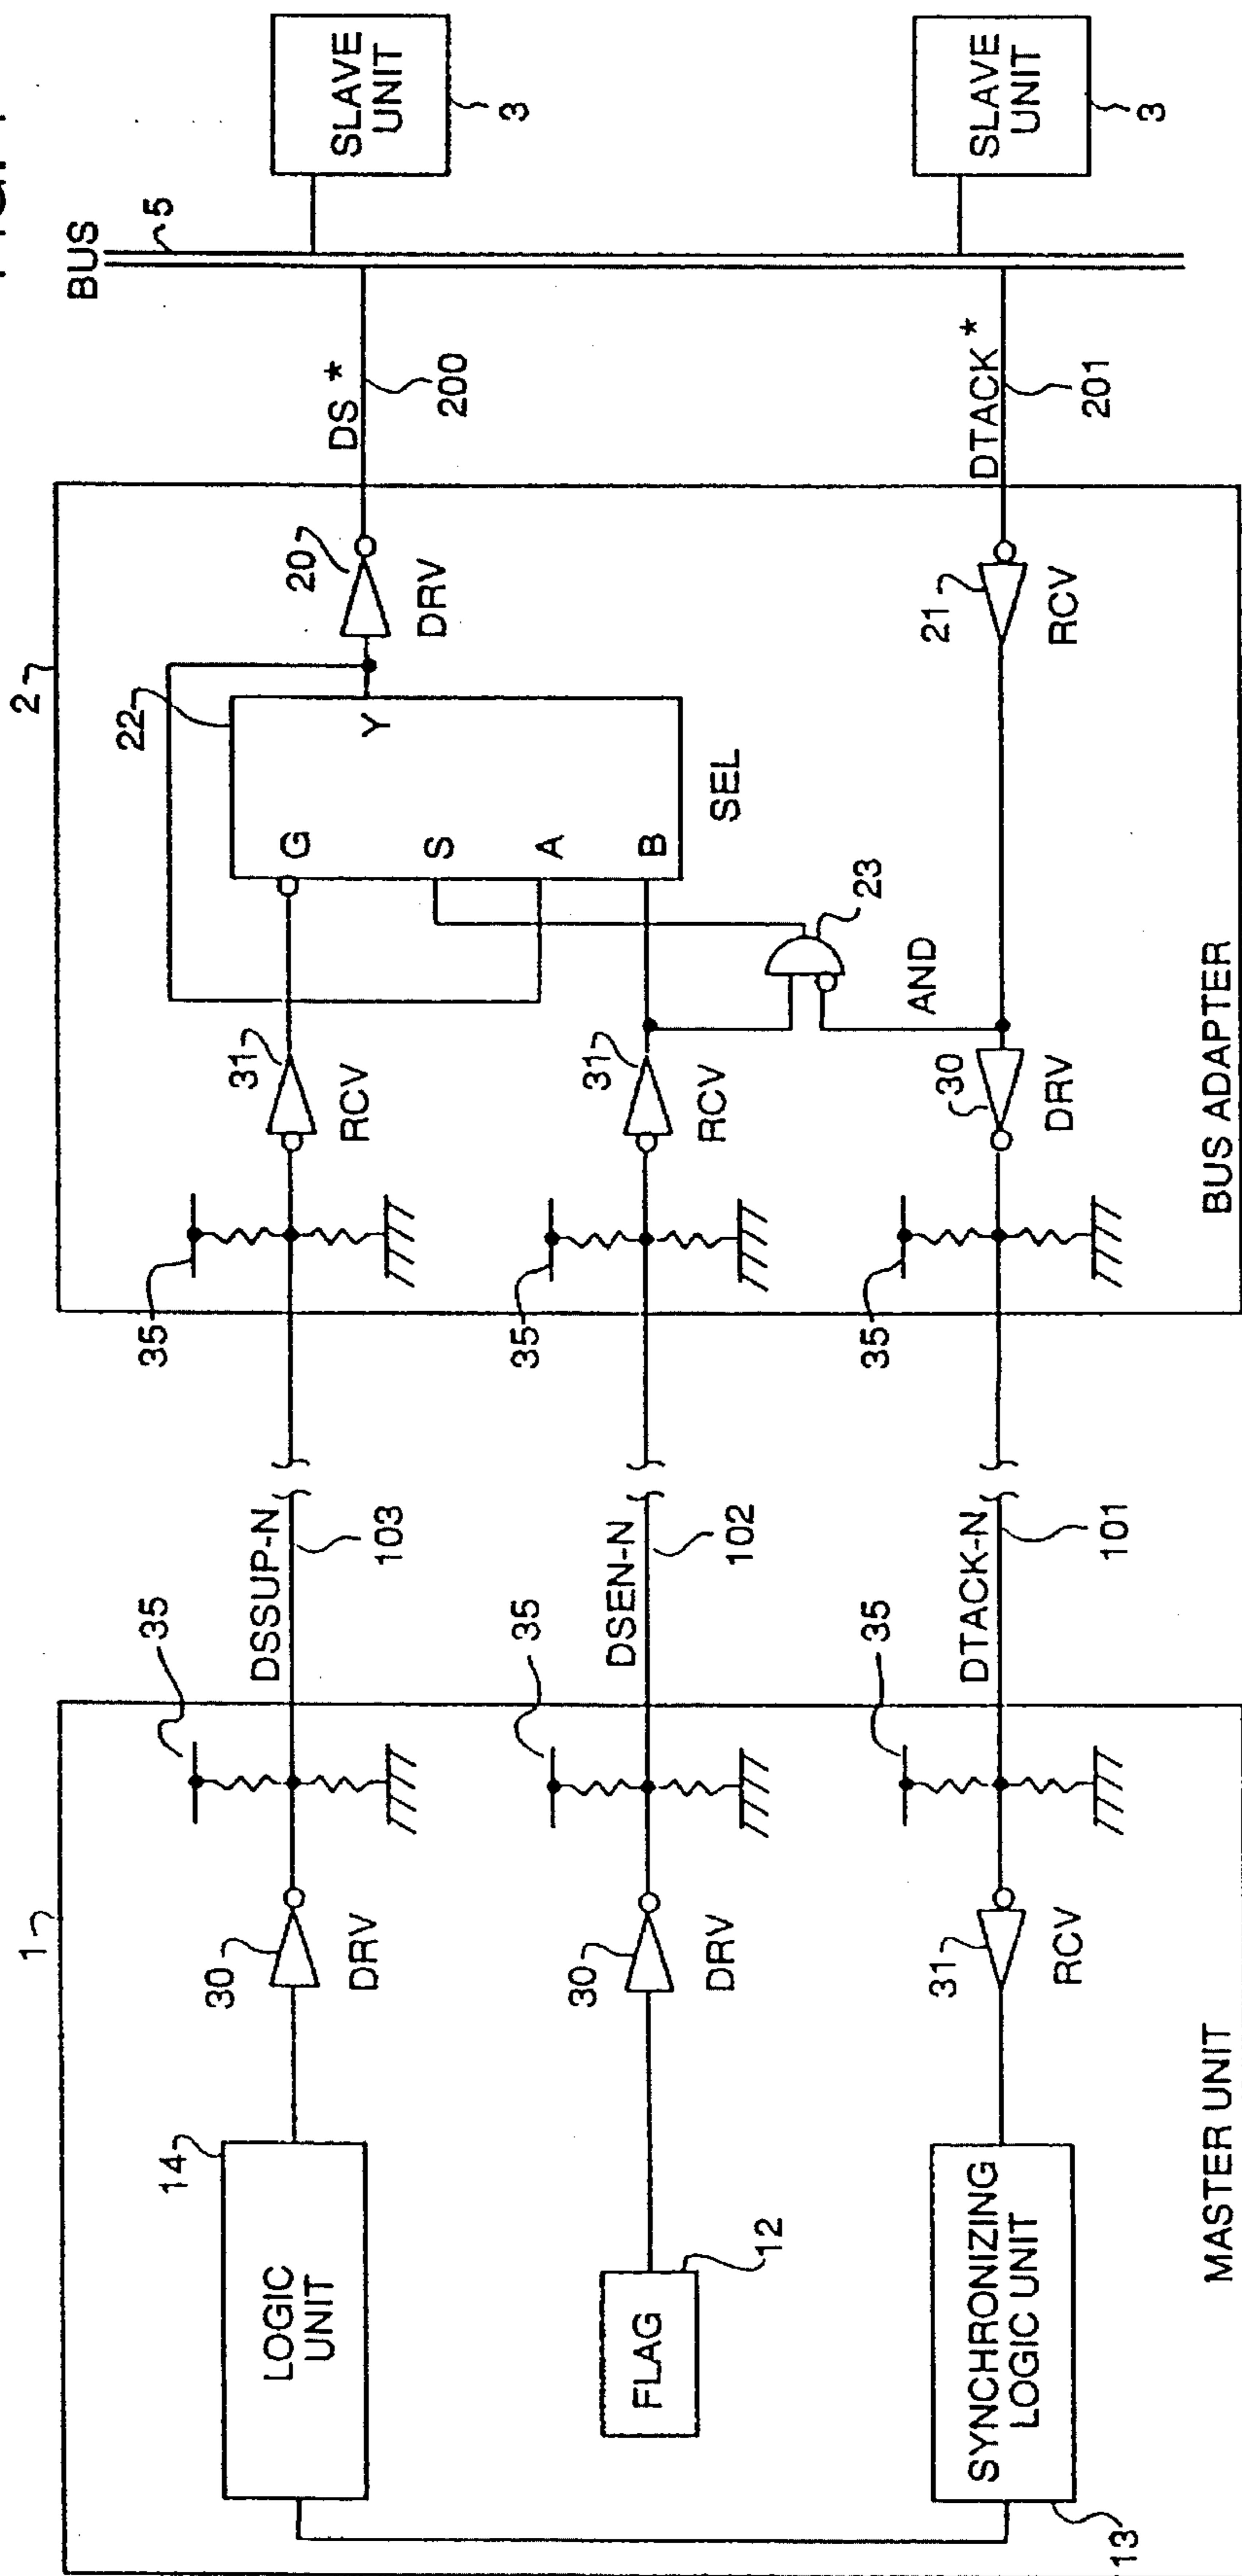 BUS
5
SLAVE
UNIT
3
SLAVE
UNIT
3
DS *
200
DTACK *
201
2
22
20
DRV
G
S
A
B
Y
SEL
31
RCV
31
RCV
23
AND
21
RCV
30
DRV
35
35
35
BUS ADAPTER
DSSUP-N
103
DSEN-N
102
DTACK-N
101
1
35
35
35
30
DRV
30
DRV
31
RCV
14
LOGIC
UNIT
FLAG
12
SYNCHRONIZING
LOGIC UNIT
13
MASTER UNIT